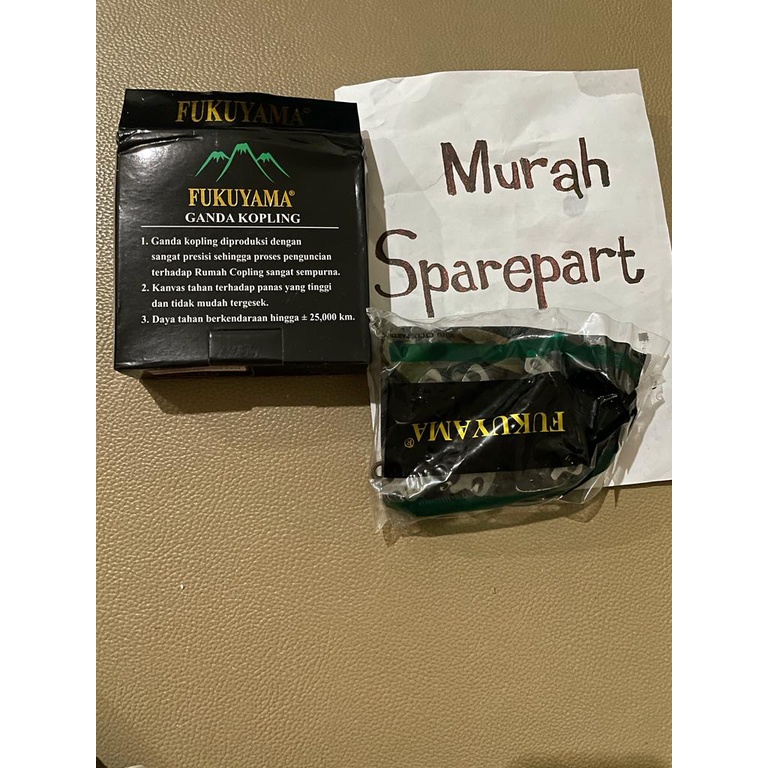 FUKUYAMA®
FUKUYAMA®
GANDA KOPLING
1. Ganda kopling diproduksi dengan
sangat presisi sehingga proses penguncian
terhadap Rumah Copling sangat sempurna.
2. Kanvas tahan terhadap panas yang tinggi
dan tidak mudah tergesek.
3. Daya tahan berkendaraan hingga ± 25,000 km.
Murah
Sparepart
FUKUYAMA®